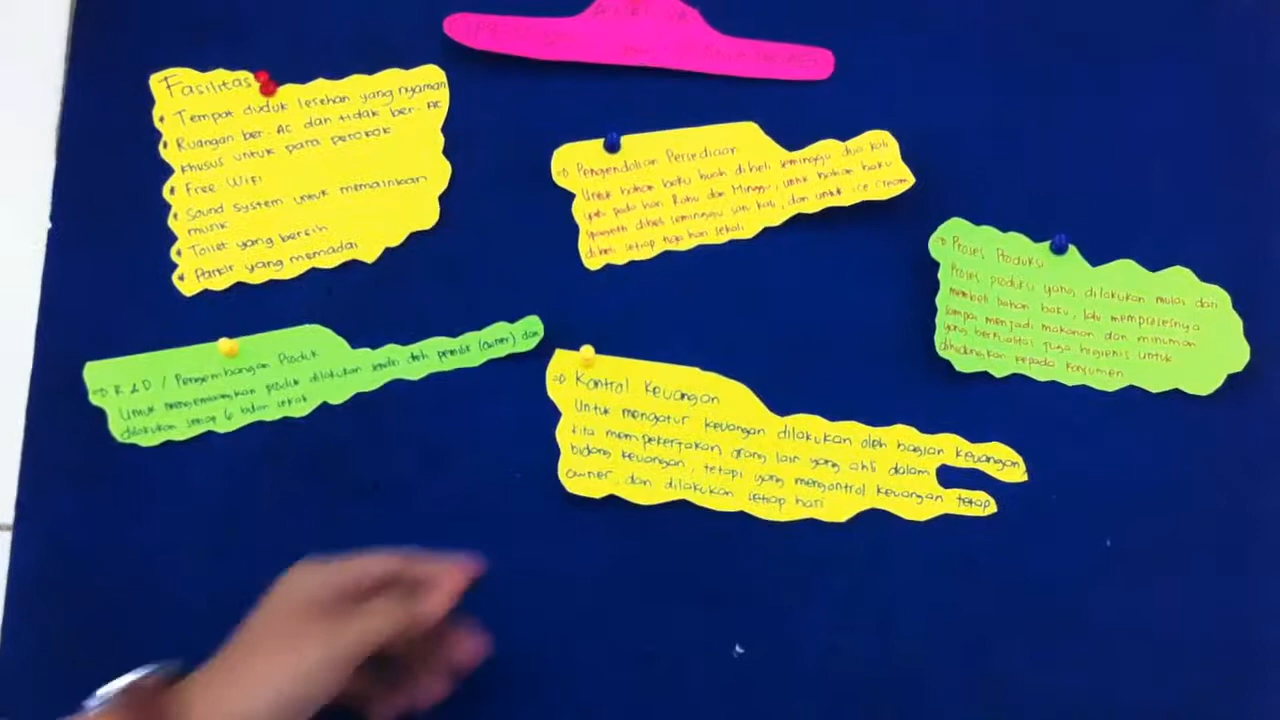 Fasilitas
• Tempat duduk lesehan yang nyaman
• Ruangan ber-AC dan tidak ber-AC
khusus untuk para perokok
• Free WiFi
• Sound system untuk memainkan
musik
• Toilet yang bersih
• Parkir yang memadai
⇒ Pengendalian Persediaan
Untuk bahan baku buah dibeli seminggu dua kali
yaitu pada hari Rabu dan Minggu, untuk bahan baku
spagetti dibeli seminggu satu kali, dan untuk ice cream
dibeli setiap tiga hari sekali
⇒ Proses Produksi
Proses produksi yang dilakukan mulai dari
membeli bahan baku, lalu memprosesnya
sampai menjadi makanan dan minuman
yang berkualitas juga higienis untuk
dihidangkan kepada konsumen
⇒ R&D / Pengembangan Produk
Untuk mengembangkan produk dilakukan sendiri oleh pemilik (owner) dan
dilakukan setiap 6 bulan sekali
⇒ Kontrol Keuangan
Untuk mengatur keuangan dilakukan oleh bagian keuangan,
kita mempekerjakan orang lain yang ahli dalam
bidang keuangan, tetapi yang mengontrol keuangan tetap
owner, dan dilakukan setiap hari